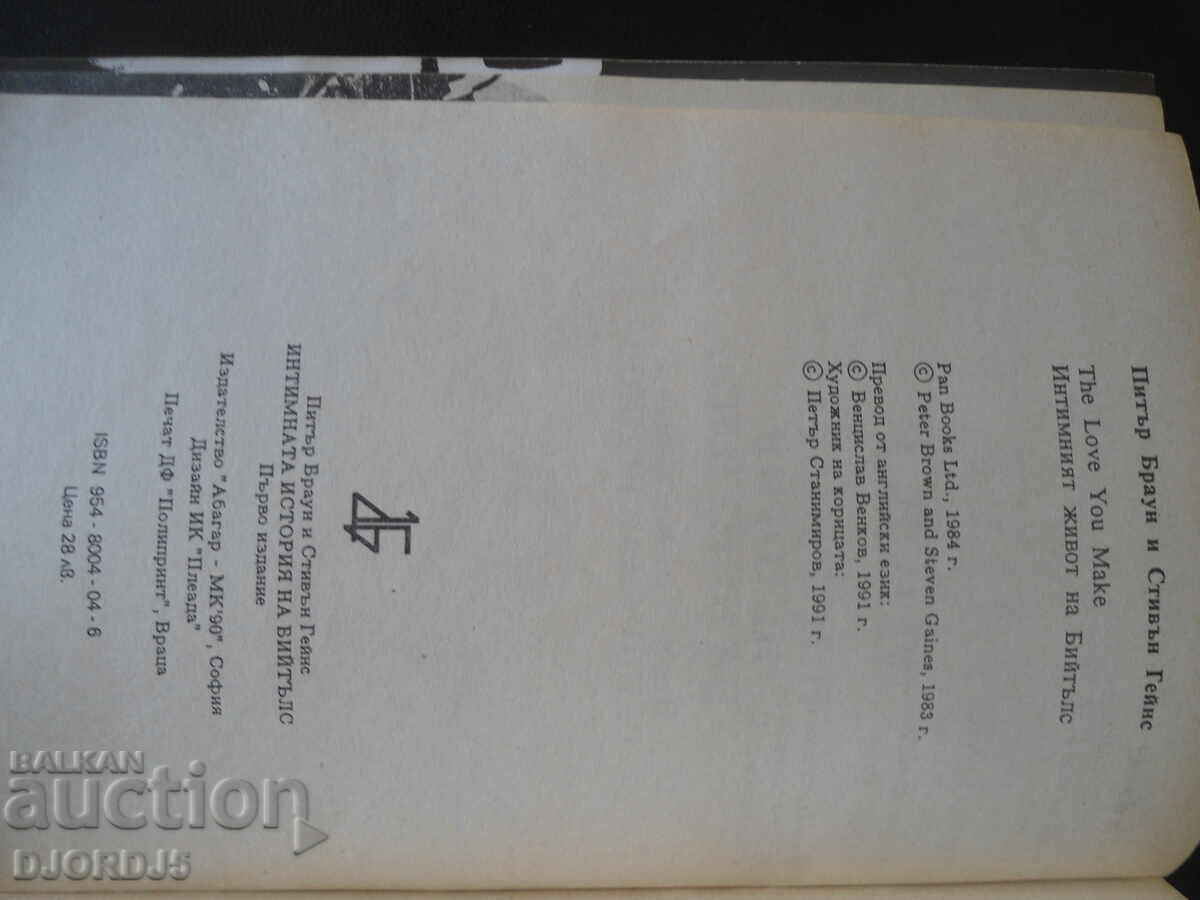 Питър Браун и Стивън Гейнс
The Love You Make
Интимният живот на Бийтълс
Pan Books Ltd., 1984 г.
© Peter Brown and Steven Gaines, 1983 г.
Превод от английски език:
© Венцислав Венков, 1991 г.
Художник на корицата:
© Петър Станимиров, 1991 г.
Питър Браун и Стивън Гейнс
ИНТИМНАТА ИСТОРИЯ НА БИЙТЪЛС
Първо издание
Издателство "Абагар - МК'90", София
Дизайн ИК "Плеада"
Печат ДФ "Полипринт", Враца
ISBN 954 - 8004 - 04 - 6
Цена 28 лв.
BALKAN
auction
DJORDJ5